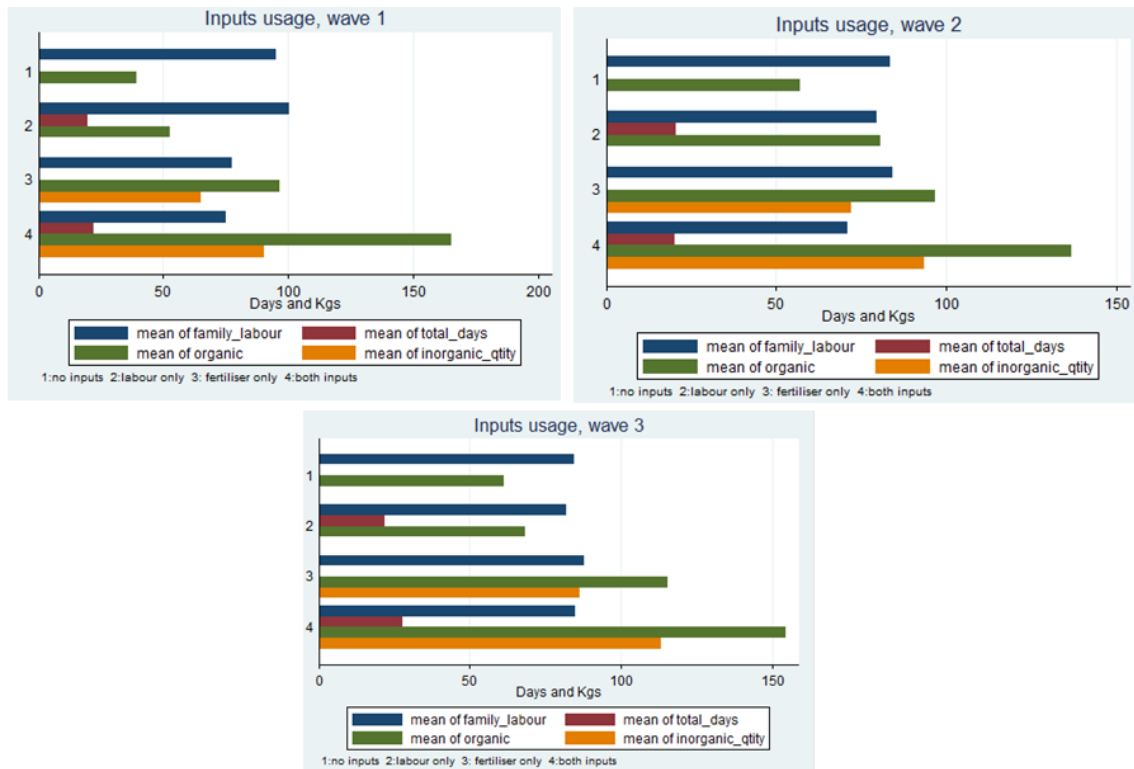 Inputs usage, wave 1
1
2
3
4
0 50 100 150 200
Days and Kgs
mean of family_labour mean of total_days
mean of organic mean of inorganic_qtity
1:no inputs 2:labour only 3: fertiliser only 4:both inputs
Inputs usage, wave 2
1
2
3
4
0 50 100 150
Days and Kgs
mean of family_labour mean of total_days
mean of organic mean of inorganic_qtity
1:no inputs 2:labour only 3: fertiliser only 4:both inputs
Inputs usage, wave 3
1
2
3
4
0 50 100 150
Days and Kgs
mean of family_labour mean of total_days
mean of organic mean of inorganic_qtity
1:no inputs 2:labour only 3: fertiliser only 4:both inputs